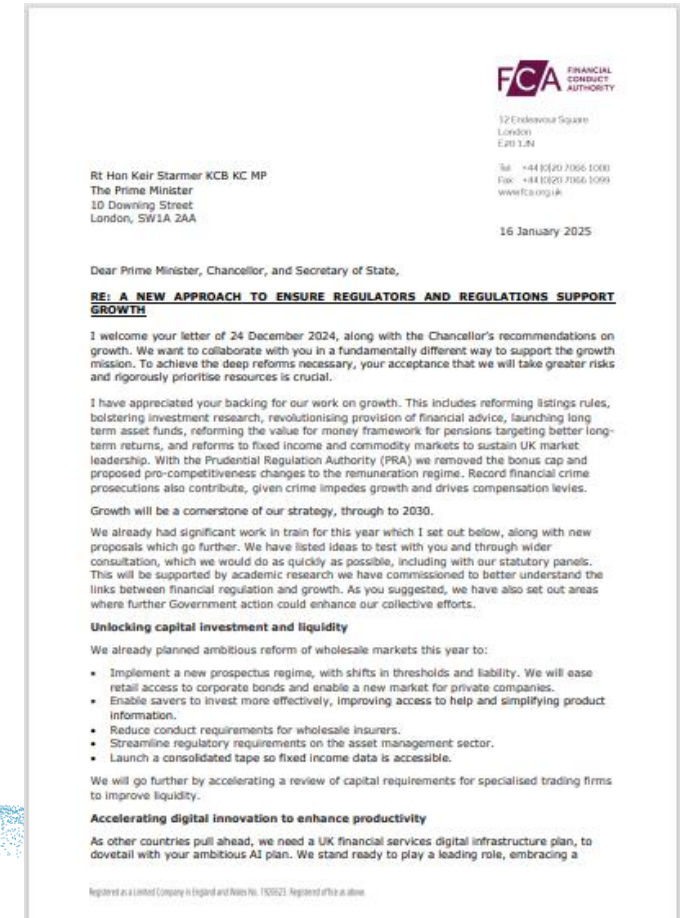 FCA FINANCIAL
CONDUCT
AUTHORITY
12 Endeavour Square
London
E20 1JN
Tel: +44 (0)20 7066 1000
Fax: +44 (0)20 7066 1099
www.fca.org.uk
Rt Hon Keir Starmer KCB KC MP
The Prime Minister
10 Downing Street
London, SW1A 2AA
16 January 2025
Dear Prime Minister, Chancellor, and Secretary of State,
RE: A NEW APPROACH TO ENSURE REGULATORS AND REGULATIONS SUPPORT
GROWTH
I welcome your letter of 24 December 2024, along with the Chancellor's recommendations on
growth. We want to collaborate with you in a fundamentally different way to support the growth
mission. To achieve the deep reforms necessary, your acceptance that we will take greater risks
and rigorously prioritise resources is crucial.
I have appreciated your backing for our work on growth. This includes reforming listings rules,
bolstering investment research, revolutionising provision of financial advice, launching long
term asset funds, reforming the value for money framework for pensions targeting better long-
term returns, and reforms to fixed income and commodity markets to sustain UK market
leadership. With the Prudential Regulation Authority (PRA) we removed the bonus cap and
proposed pro-competitiveness changes to the remuneration regime. Record financial crime
prosecutions also contribute, given crime impedes growth and drives compensation levies.
Growth will be a cornerstone of our strategy, through to 2030.
We already had significant work in train for this year which I set out below, along with new
proposals which go further. We have listed ideas to test with you and through wider
consultation, which we would do as quickly as possible, including with our statutory panels.
This will be supported by academic research we have commissioned to better understand the
links between financial regulation and growth. As you suggested, we have also set out areas
where further Government action could enhance our collective efforts.
Unlocking capital investment and liquidity
We already planned ambitious reform of wholesale markets this year to:
• Implement a new prospectus regime, with shifts in thresholds and liability. We will ease
retail access to corporate bonds and enable a new market for private companies.
• Enable savers to invest more effectively, improving access to help and simplifying product
information.
• Reduce conduct requirements for wholesale insurers.
• Streamline regulatory requirements on the asset management sector.
• Launch a consolidated tape so fixed income data is accessible.
We will go further by accelerating a review of capital requirements for specialised trading firms
to improve liquidity.
Accelerating digital innovation to enhance productivity
As other countries pull ahead, we need a UK financial services digital infrastructure plan, to
dovetail with your ambitious AI plan. We stand ready to play a leading role, embracing a
Registered as a Limited Company in England and Wales No. 1920623. Registered office as above.